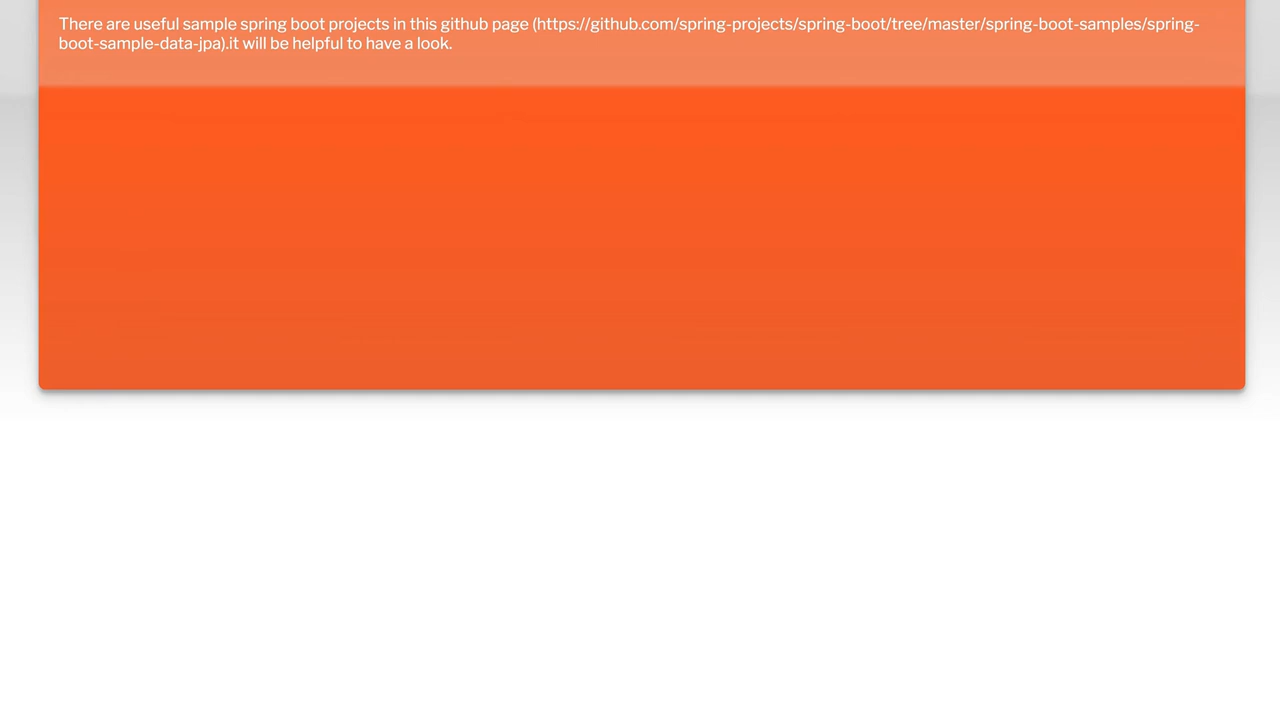 There are useful sample spring boot projects in this github page (https://github.com/spring-projects/spring-boot/tree/master/spring-boot-samples/spring-
boot-sample-data-jpa).it will be helpful to have a look.